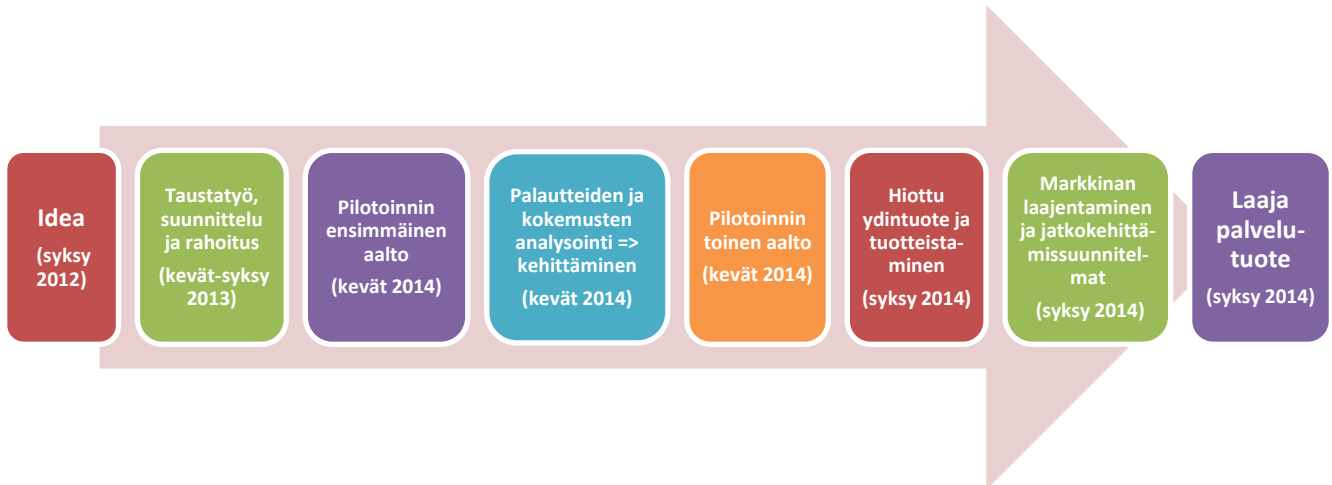 Idea
(syksy
2012)
Taustatyö,
suunnittelu
ja rahoitus
(kevät-syksy
2013)
Pilotoinnin
ensimmäinen
aalto
(kevät 2014)
Palautteiden ja
kokemusten
analysointi =>
kehittäminen
(kevät 2014)
Pilotoinnin
toinen aalto
(kevät 2014)
Hiottu
ydintuote ja
tuotteista-
minen
(syksy 2014)
Markkinan
laajentaminen
ja jatkokehittä-
missuunnitel-
mat
(syksy 2014)
Laaja
palvelu-
tuote
(syksy 2014)